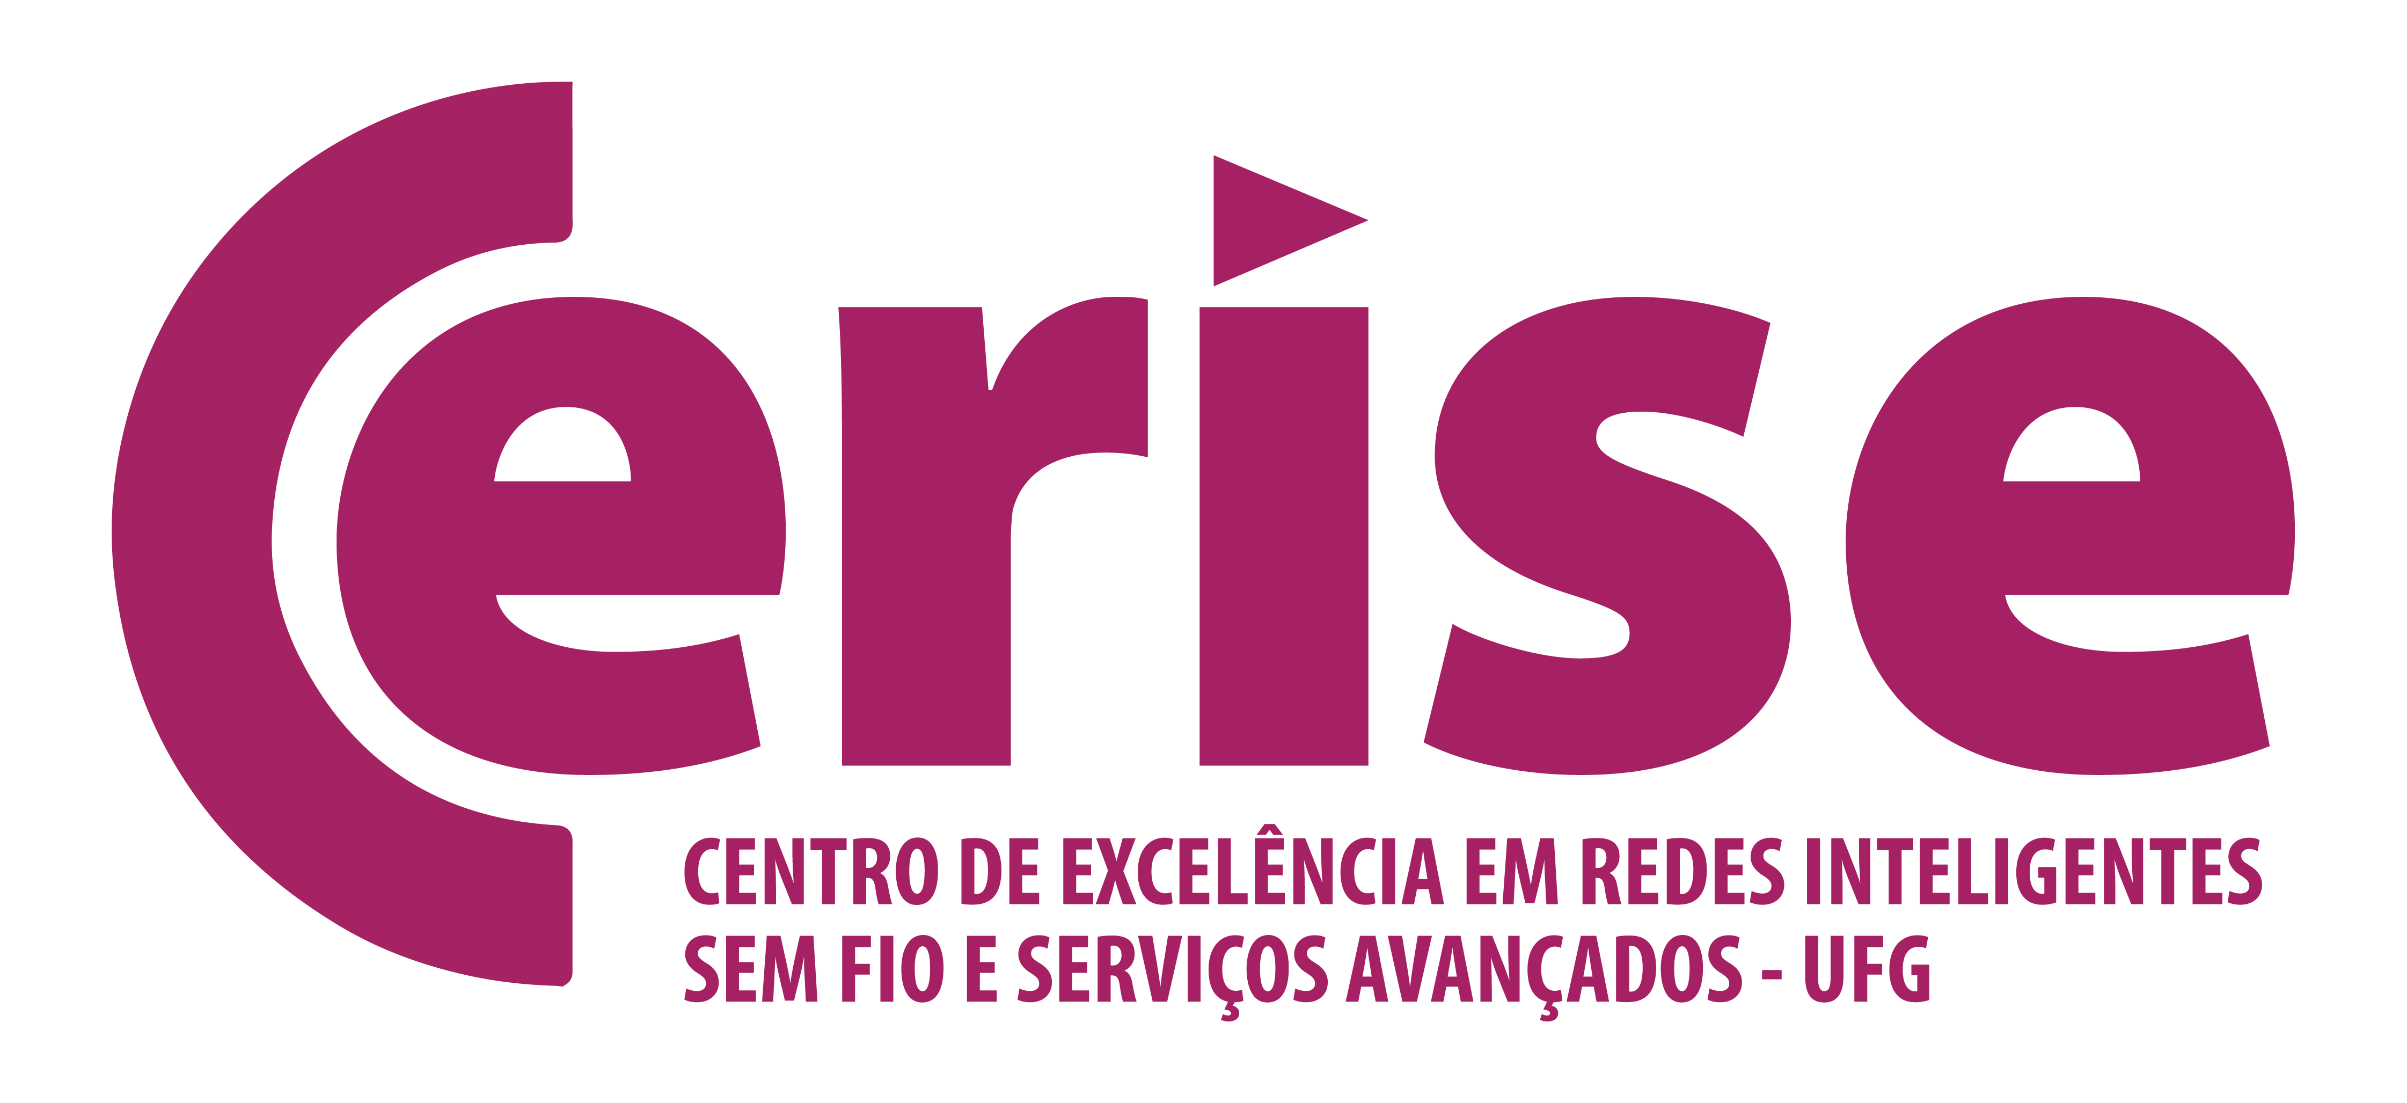 Cerise
CENTRO DE EXCELÊNCIA EM REDES INTELIGENTES
SEM FIO E SERVIÇOS AVANÇADOS - UFG